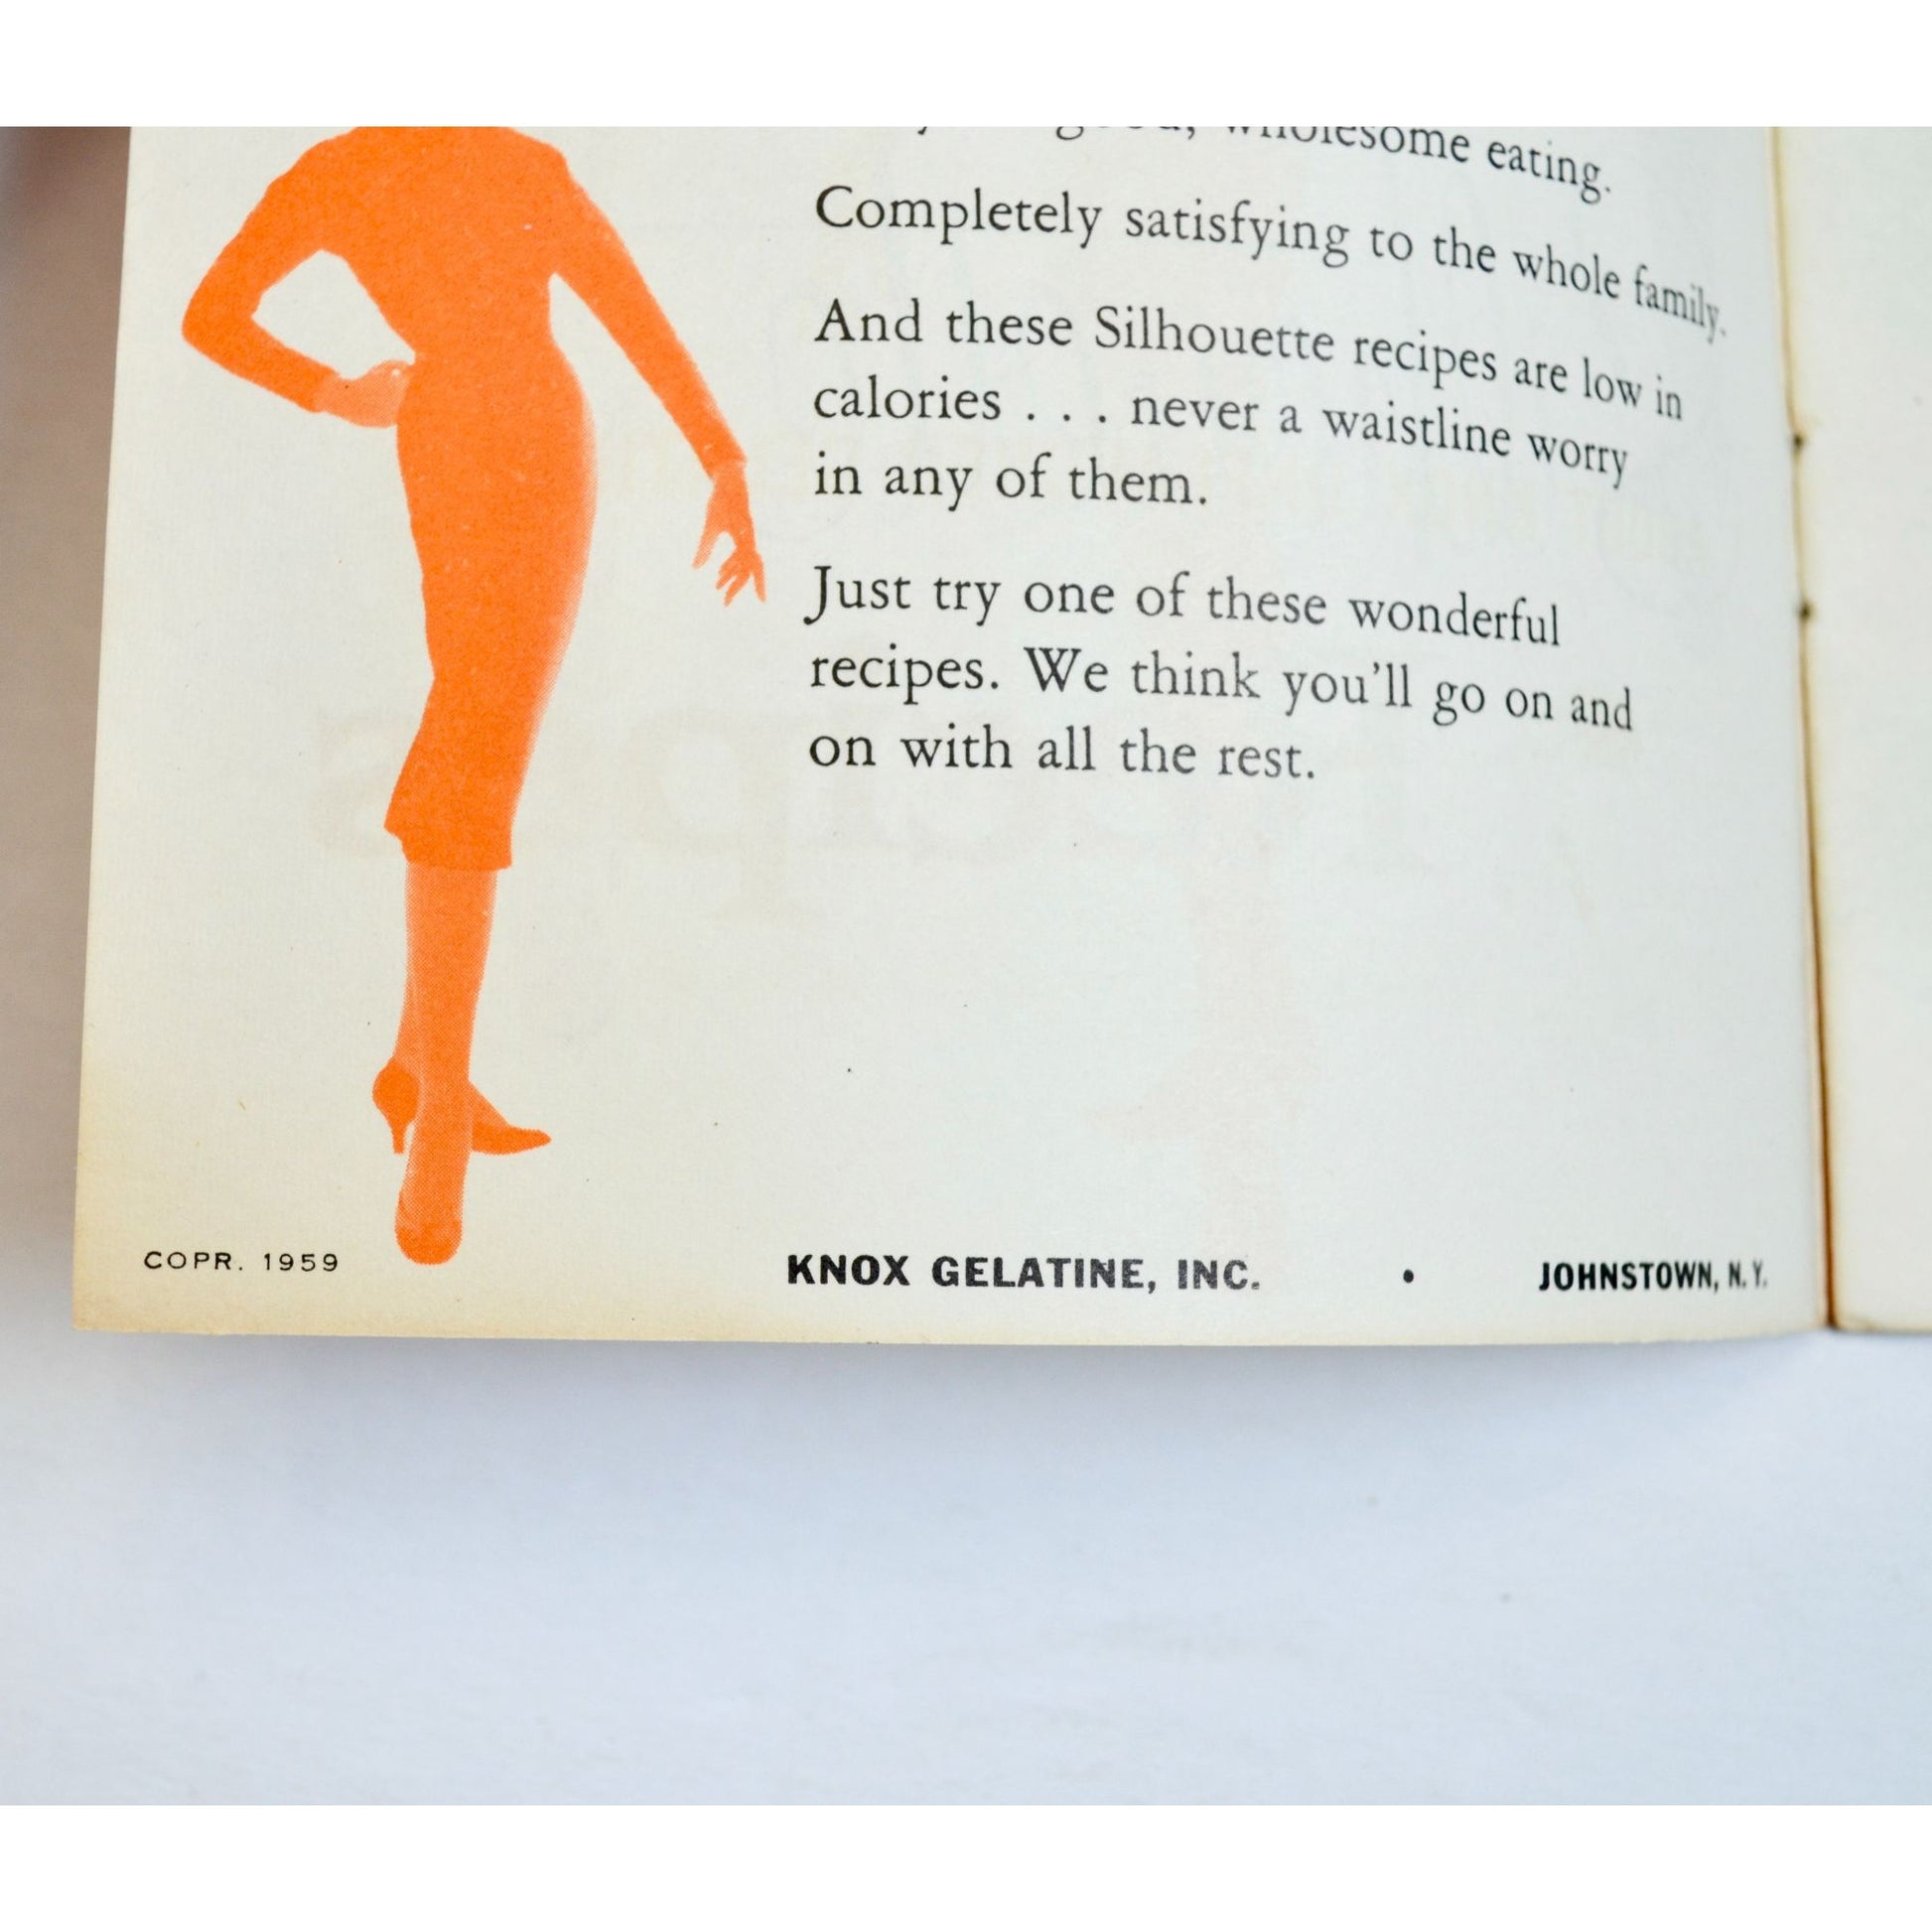 wholesome eating.
Completely satisfying to the whole family.
And these Silhouette recipes are low in
calories . . . never a waistline worry
in any of them.
Just try one of these wonderful
recipes. We think you'll go on and
on with all the rest.
COPR. 1959
KNOX GELATINE, INC. • JOHNSTOWN, N.Y.